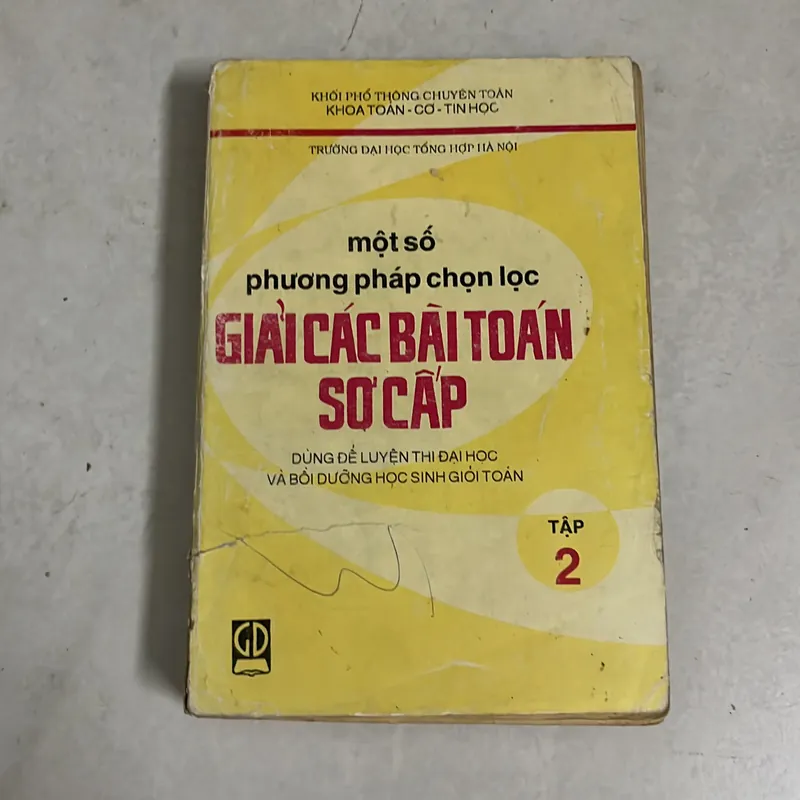 KHỐI PHỔ THÔNG CHUYÊN TOÁN
KHOA TOÁN - CƠ - TIN HỌC
TRƯỜNG ĐẠI HỌC TỔNG HỢP HÀ NỘI
một số
phương pháp chọn lọc
GIẢI CÁC BÀI TOÁN
SƠ CẤP
DÙNG ĐỂ LUYỆN THI ĐẠI HỌC
VÀ BỒI DƯỠNG HỌC SINH GIỎI TOÁN
TẬP
2
GD